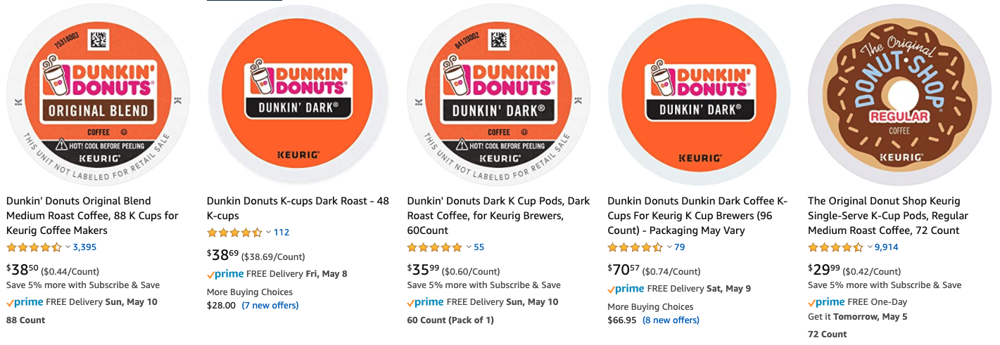 75318003
DUNKIN'
DONUTS®
ORIGINAL BLEND
COFFEE U
HOT! COOL BEFORE PEELING
KEURIG®
THIS UNIT NOT LABELED FOR RETAIL SALE
K
K
Dunkin' Donuts Original Blend
Medium Roast Coffee, 88 K Cups for
Keurig Coffee Makers
3,395
$38.50 ($0.44/Count)
Save 5% more with Subscribe & Save
prime FREE Delivery Sun, May 10
88 Count
DUNKIN'
DONUTS®
DUNKIN' DARK®
KEURIG®
Dunkin Donuts K-cups Dark Roast - 48
K-cups
112
$38.69 ($38.69/Count)
prime FREE Delivery Fri, May 8
More Buying Choices
$28.00 (7 new offers)
84120002
DUNKIN'
DONUTS®
DUNKIN' DARK®
COFFEE U
HOT! COOL BEFORE PEELING
KEURIG®
THIS UNIT NOT LABELED FOR RETAIL SALE
K
K
Dunkin' Donuts Dark K Cup Pods, Dark
Roast Coffee, for Keurig Brewers,
60Count
55
$35.99 ($0.60/Count)
Save 5% more with Subscribe & Save
prime FREE Delivery Sun, May 10
60 Count (Pack of 1)
DUNKIN'
DONUTS®
DUNKIN' DARK®
KEURIG®
Dunkin Donuts Dunkin Dark Coffee K-
Cups For Keurig K Cup Brewers (96
Count) - Packaging May Vary
79
$70.57 ($0.74/Count)
prime FREE Delivery Sat, May 9
More Buying Choices
$66.95 (8 new offers)
The Original
DONUT·SHOP®
REGULAR
COFFEE
KEURIG®
The Original Donut Shop Keurig
Single-Serve K-Cup Pods, Regular
Medium Roast Coffee, 72 Count
9,914
$29.99 ($0.42/Count)
Save 5% more with Subscribe & Save
prime FREE One-Day
Get it Tomorrow, May 5
72 Count